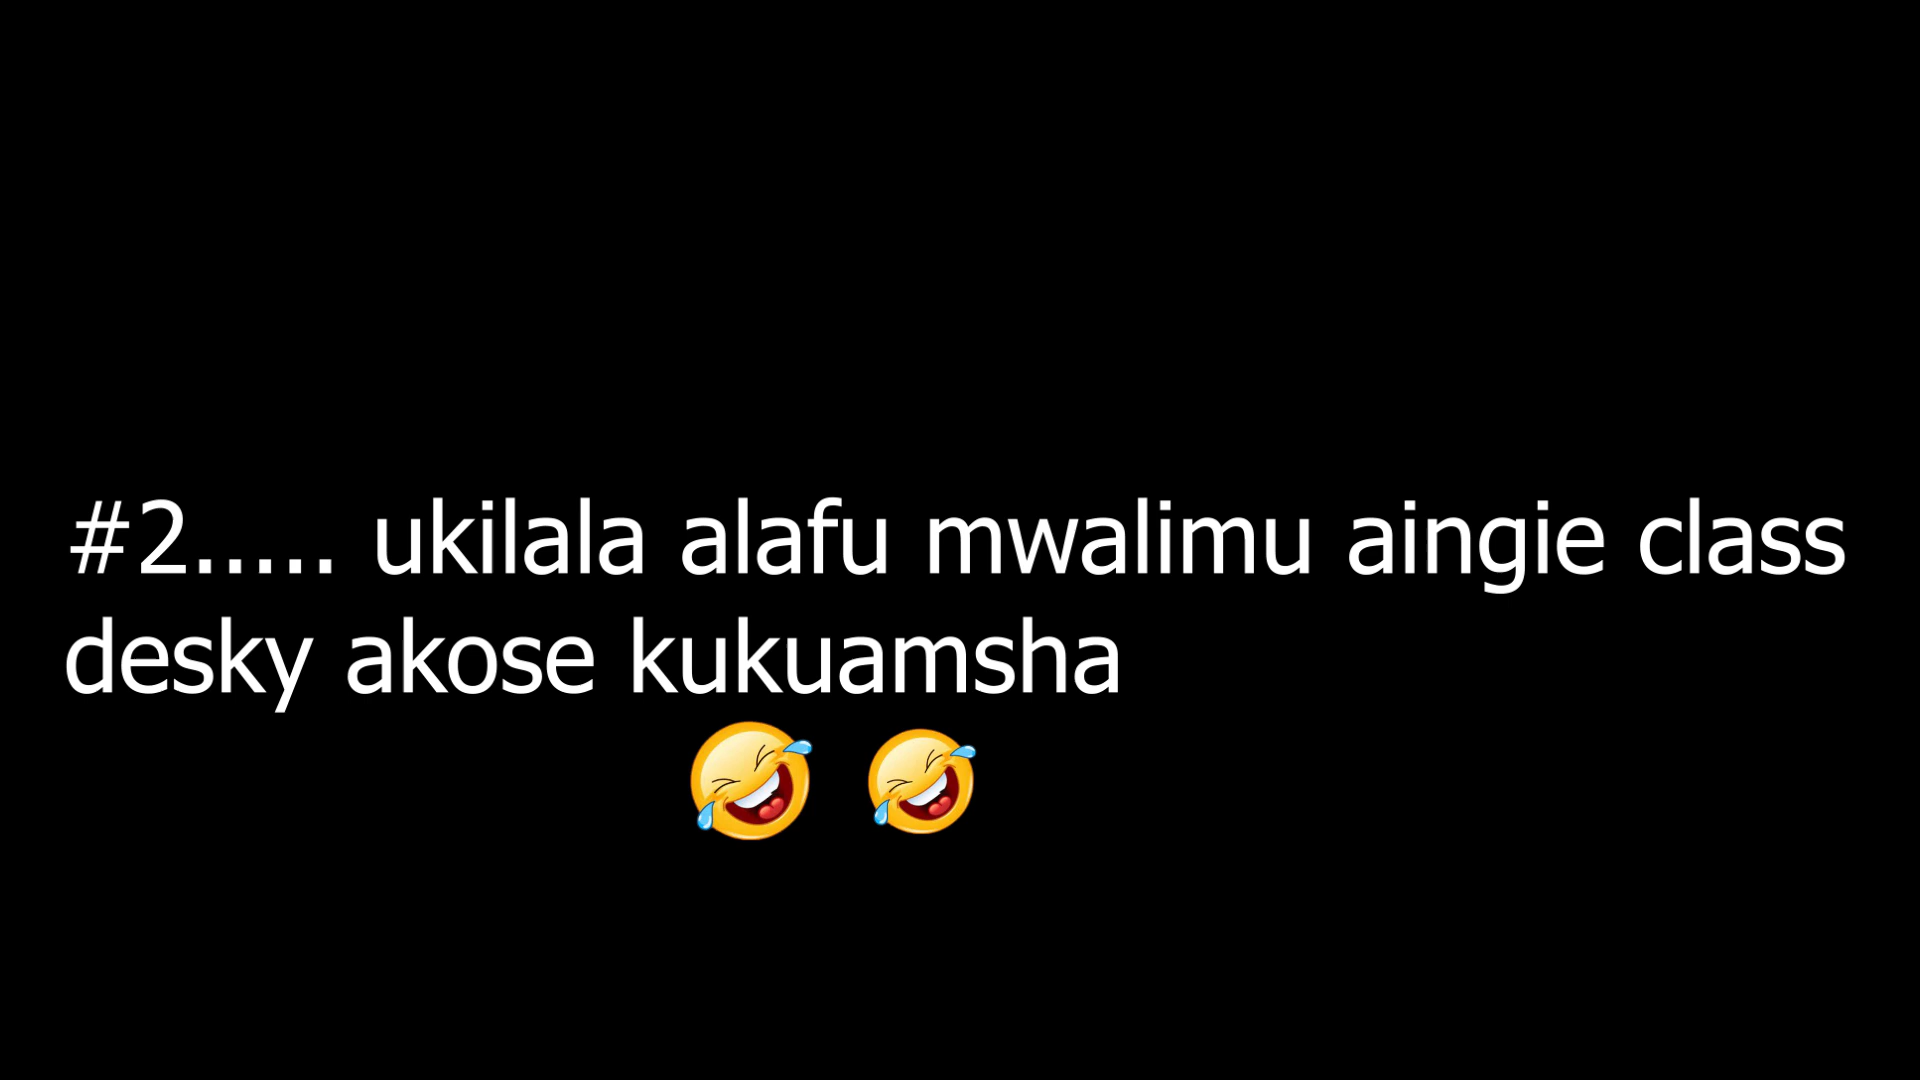 #2..... ukilala alafu mwalimu aingie class
desky akose kukuamsha
🤣 🤣